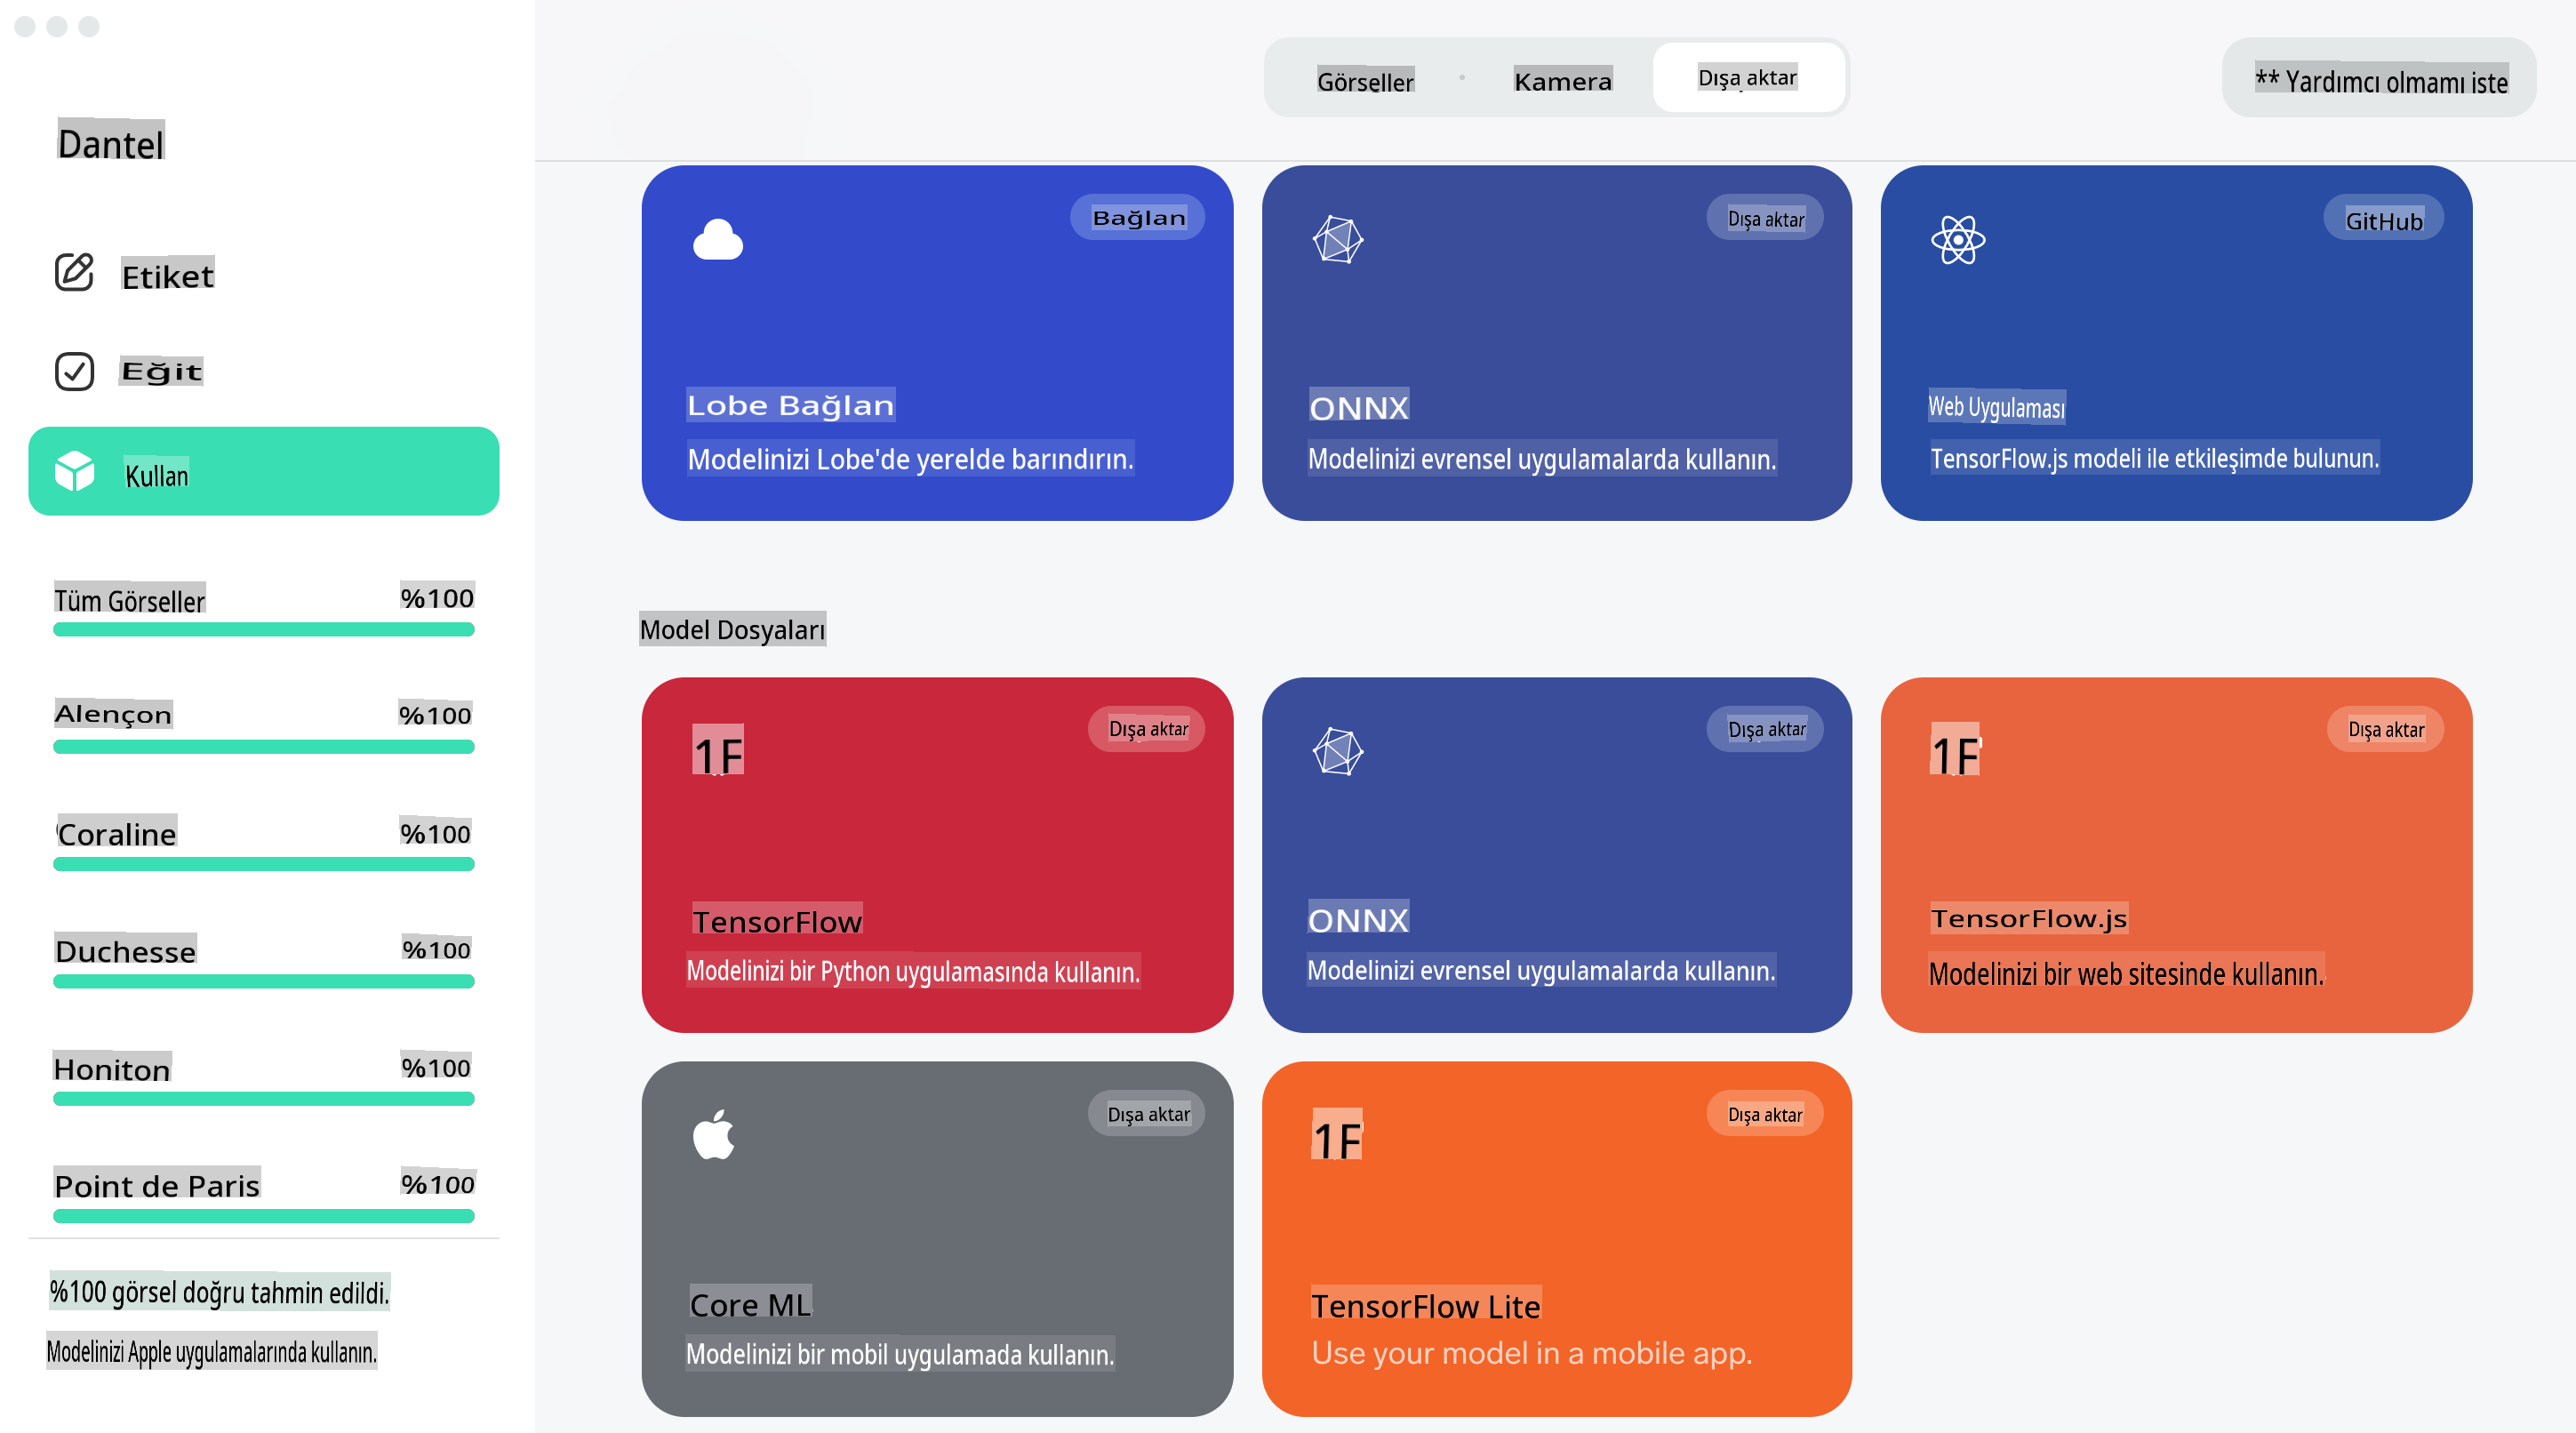 Dantel
Etiket
Eğit
Kullan
Tüm Görseller %100
Alençon %100
Coraline %100
Duchesse %100
Honiton %100
Point de Paris %100
%100 görsel doğru tahmin edildi.
Modelinizi Apple uygulamalarında kullanın.
Görseller
Kamera
Dışa aktar
** Yardımcı olmamı iste
Bağlan
Lobe Bağlan
Modelinizi Lobe'de yerelde barındırın.
Dışa aktar
ONNX
Modelinizi evrensel uygulamalarda kullanın.
GitHub
Web Uygulaması
TensorFlow.js modeli ile etkileşimde bulunun.
Model Dosyaları
1F
Dışa aktar
TensorFlow
Modelinizi bir Python uygulamasında kullanın.
Dışa aktar
ONNX
Modelinizi evrensel uygulamalarda kullanın.
1F
Dışa aktar
TensorFlow.js
Modelinizi bir web sitesinde kullanın.
Dışa aktar
Core ML
Modelinizi bir mobil uygulamada kullanın.
1F
Dışa aktar
TensorFlow Lite
Use your model in a mobile app.